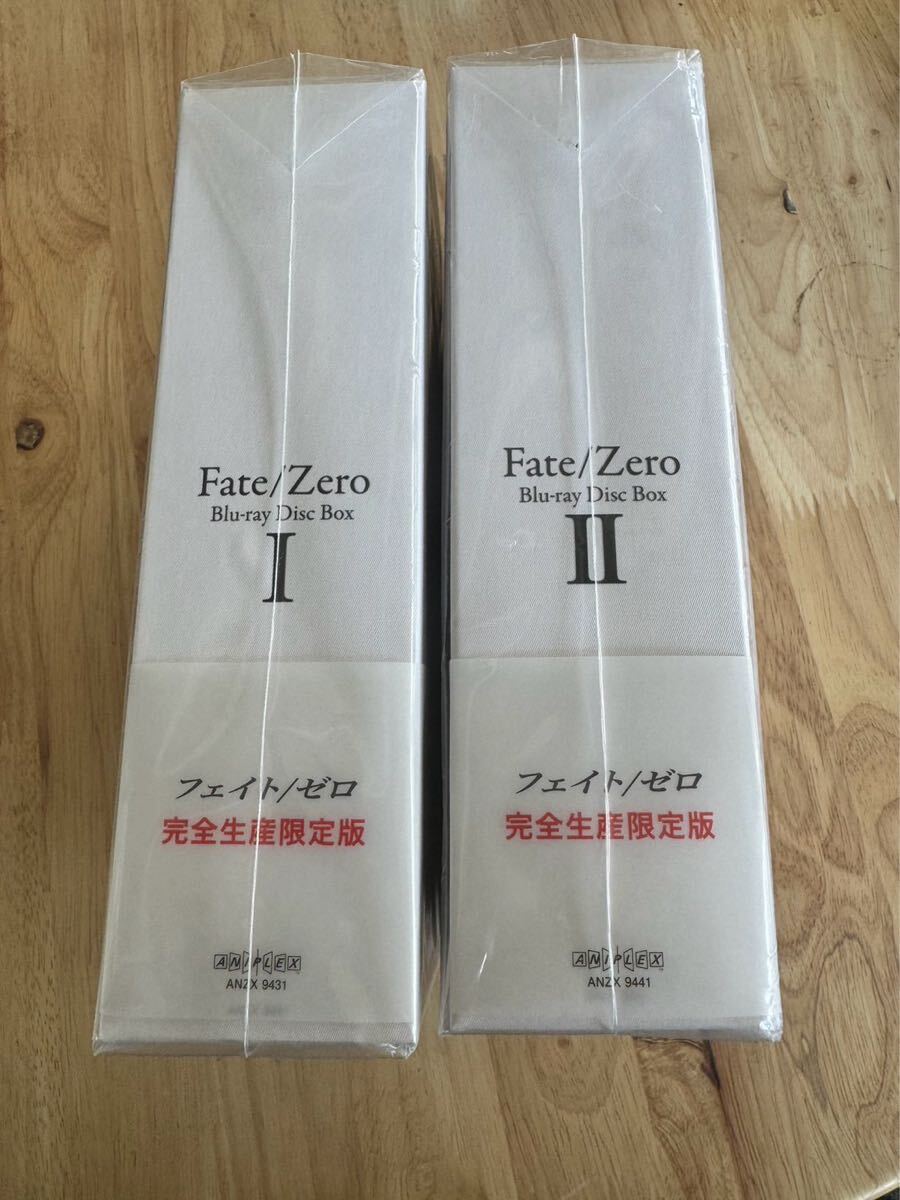 Fate/Zero
Blu-ray Disc Box
I
フェイト/ゼロ
完全生産限定版
ANIPLEX
ANZX 9431
Fate/Zero
Blu-ray Disc Box
II
フェイト/ゼロ
完全生産限定版
ANIPLEX
ANZX 9441